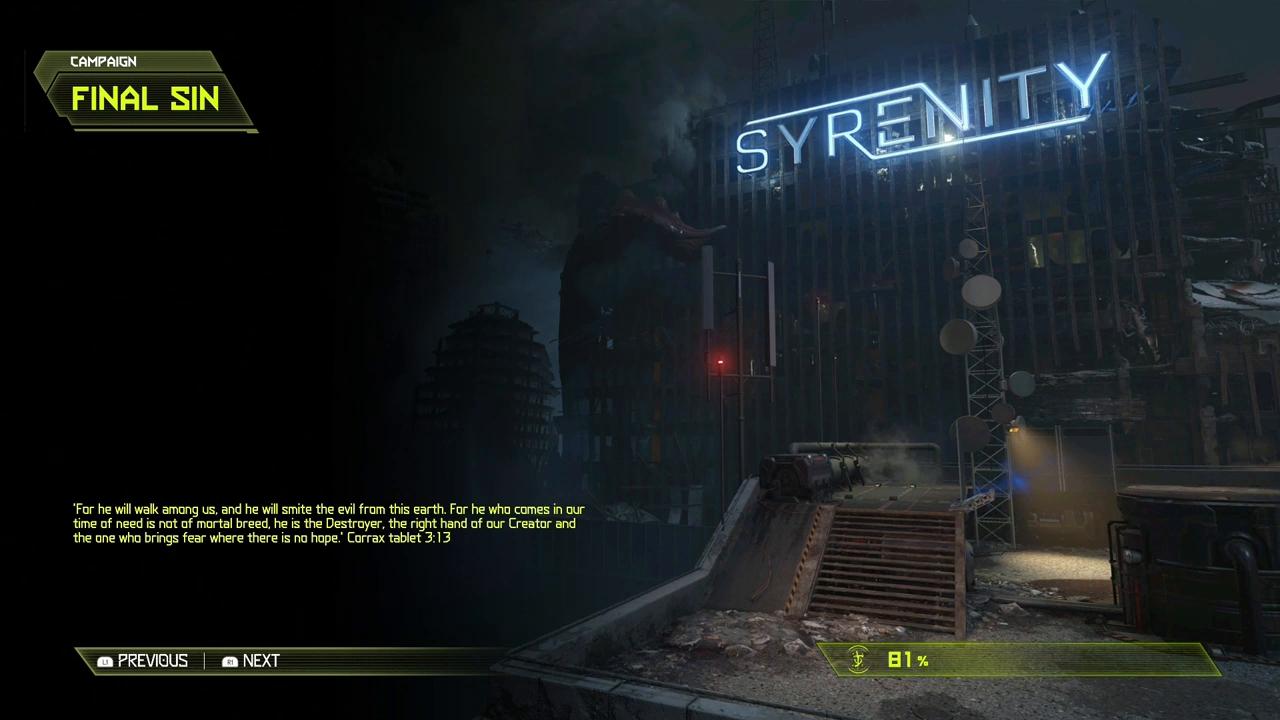 CAMPAIGN
FINAL SIN
SYRENITY
'For he will walk among us, and he will smite the evil from this earth. For he who comes in our
time of need is not of mortal breed, he is the Destroyer, the right hand of our Creator and
the one who brings fear where there is no hope.' Corrax tablet 3:13
L1 PREVIOUS | R1 NEXT
81%